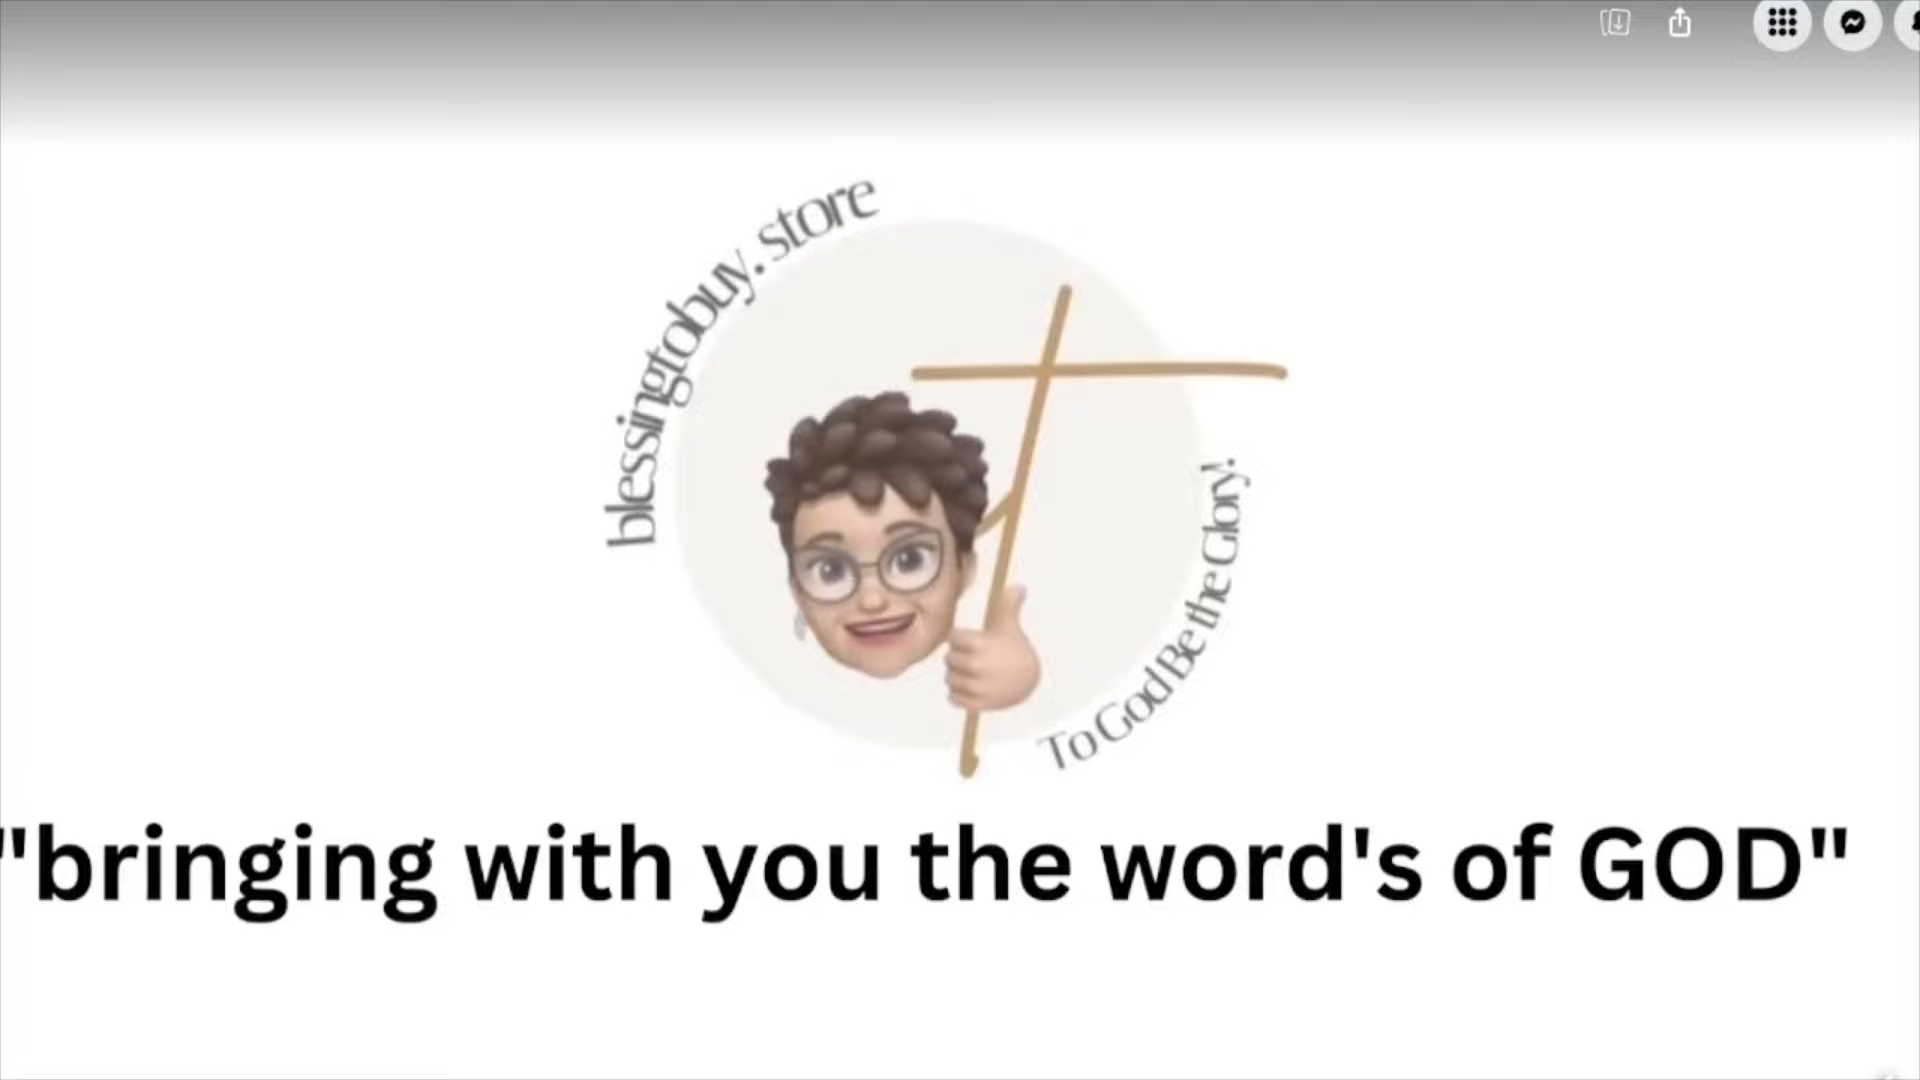 blessingtobuy.store
To God Be the Glory!
"bringing with you the word's of GOD"